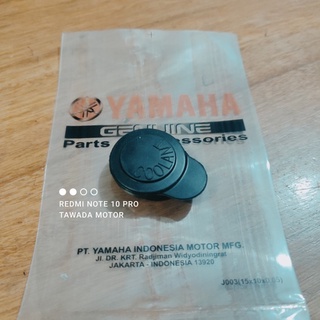 YAMAHA
GENUINE
Parts
ssories
COOLANT
REDMI NOTE 10 PRO
TAWADA MOTOR
PT. YAMAHA INDONESIA MOTOR MFG.
JL. DR. KRT. Radjiman Widyodiningrat
JAKARTA - INDONESIA 13920